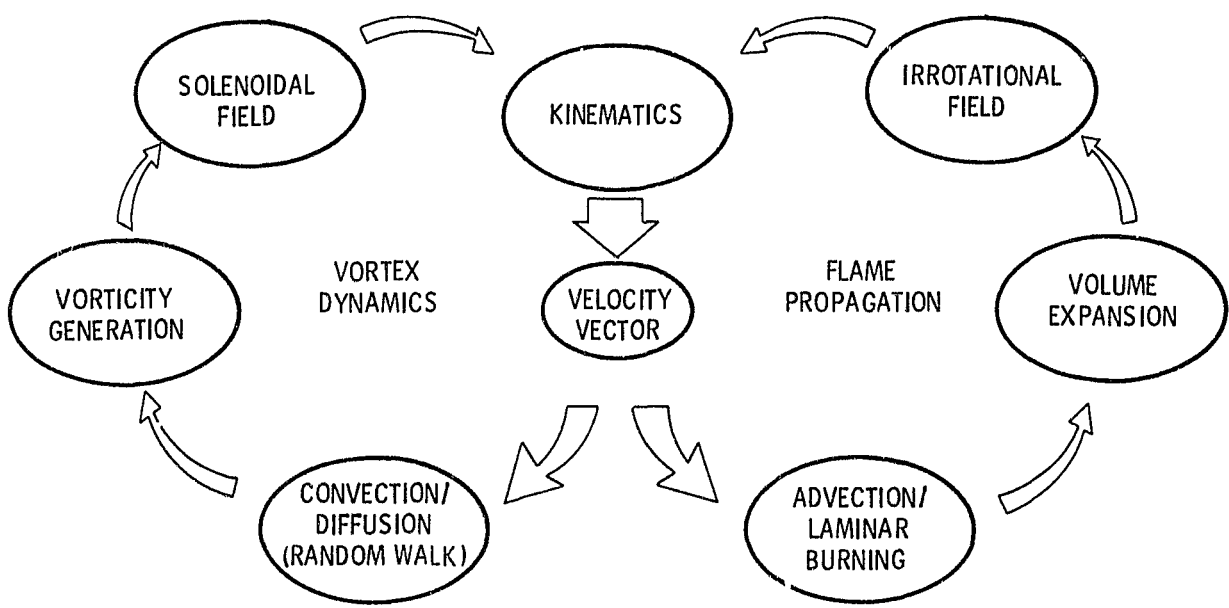 SOLENOIDAL
FIELD
KINEMATICS
IRROTATIONAL
FIELD
VORTICITY
GENERATION
VORTEX
DYNAMICS
VELOCITY
VECTOR
FLAME
PROPAGATION
VOLUME
EXPANSION
CONVECTION/
DIFFUSION
(RANDOM WALK)
ADVECTION/
LAMINAR
BURNING